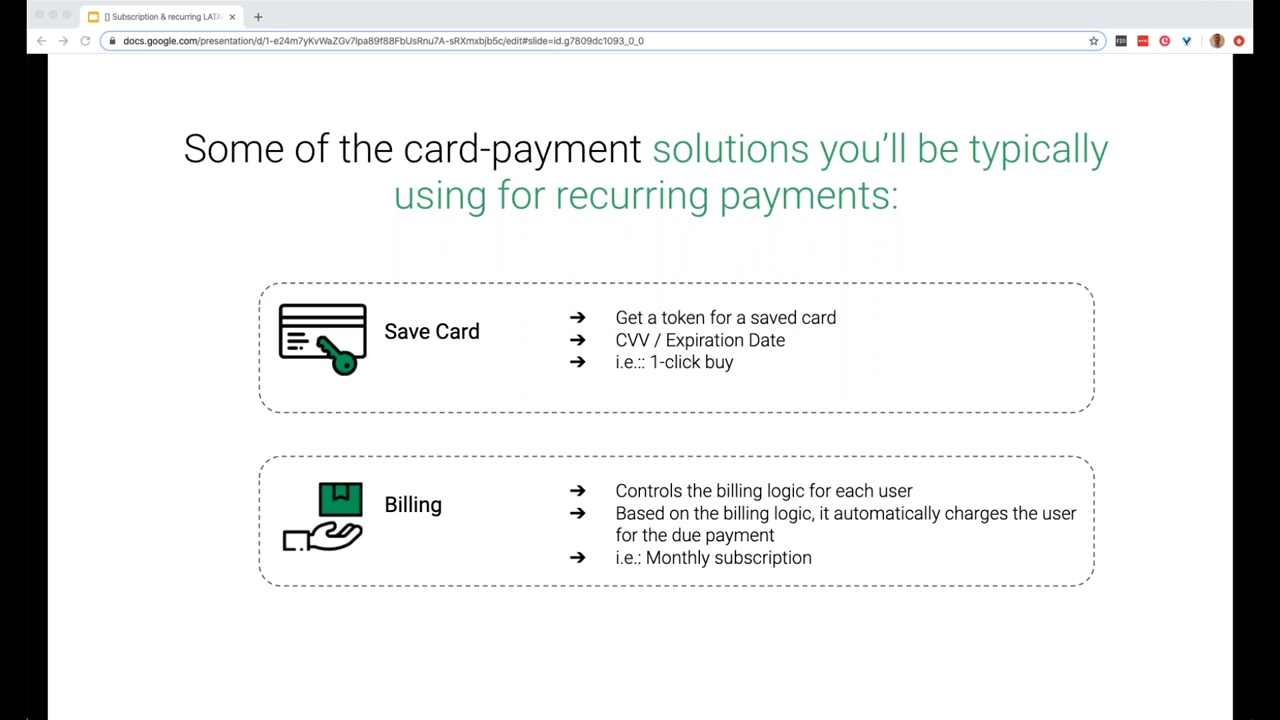 [] Subscription & recurring LATA
docs.google.com/presentation/d/1-e24m7yKvWaZGv7lpa89f88FbUsRnu7A-sRXmxbjb5c/edit#slide=id.g7809dc1093_0_0
Some of the card-payment solutions you'll be typically
using for recurring payments:
Save Card
➔ Get a token for a saved card
➔ CVV / Expiration Date
➔ i.e.:: 1-click buy
Billing
➔ Controls the billing logic for each user
➔ Based on the billing logic, it automatically charges the user
for the due payment
➔ i.e.: Monthly subscription